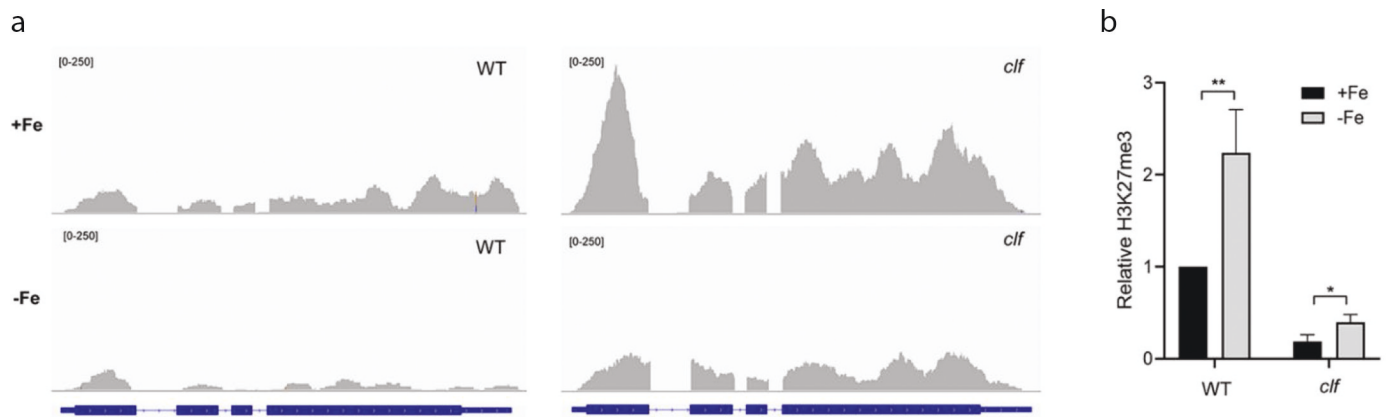 a
b
[0-250]
WT
[0-250]
clf
+Fe
[0-250]
WT
[0-250]
clf
-Fe
Relative H3K27me3
3
2
1
0
**
*
+Fe
-Fe
WT
clf